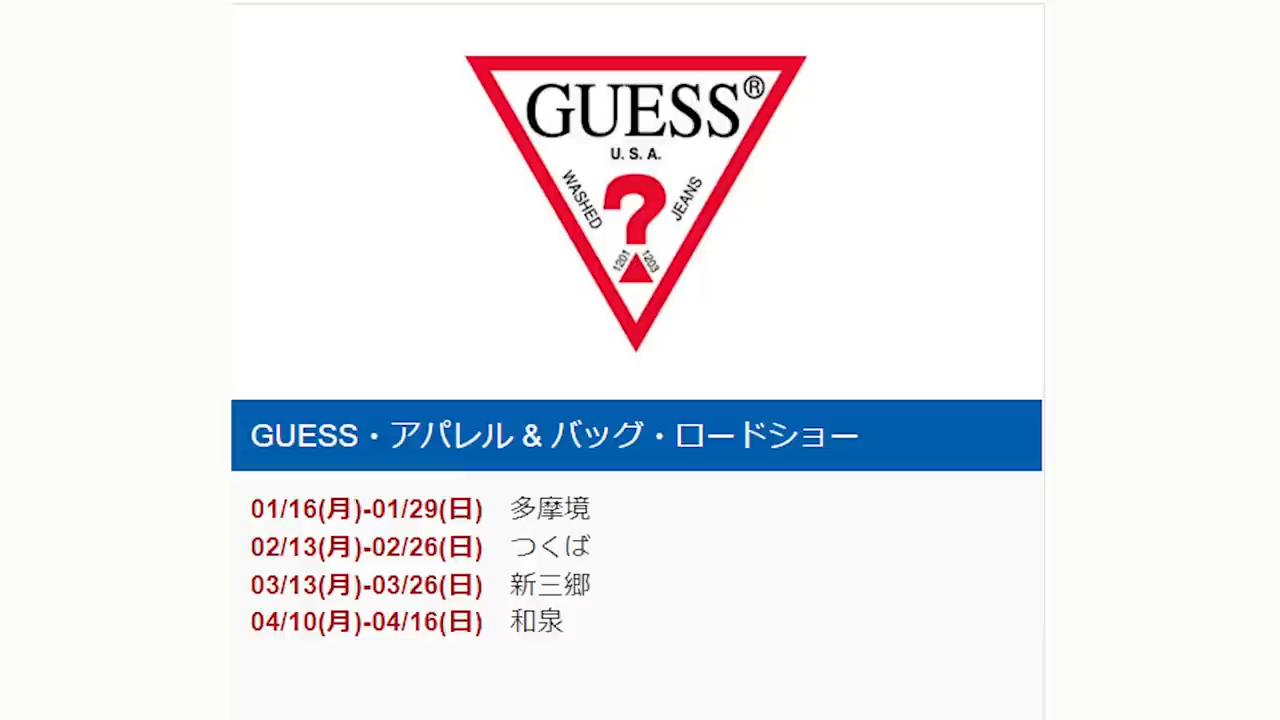 GUESS®
U. S. A.
WASHED
JEANS
?
1201
1203
GUESS・アパレル & バッグ・ロードショー
01/16(月)-01/29(日) 多摩境
02/13(月)-02/26(日) つくば
03/13(月)-03/26(日) 新三郷
04/10(月)-04/16(日) 和泉